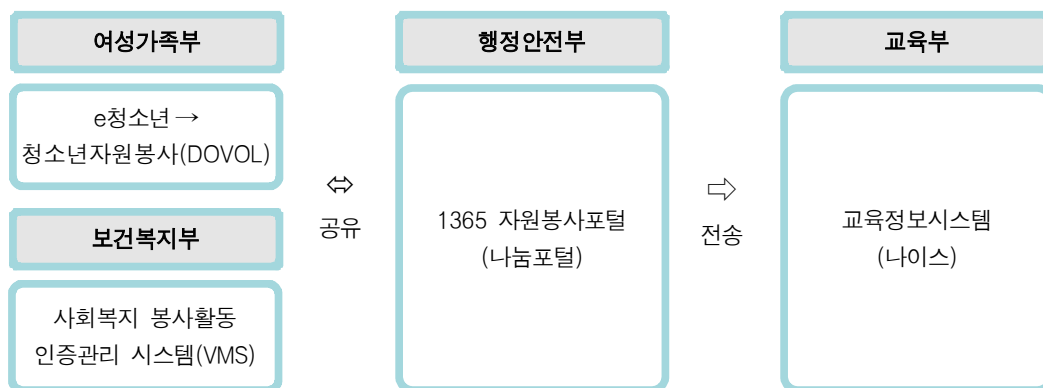 여성가족부
e청소년 →
청소년자원봉사(DOVOL)
보건복지부
사회복지 봉사활동
인증관리 시스템(VMS)
⇔
공유
행정안전부
1365 자원봉사포털
(나눔포털)
⇨
전송
교육부
교육정보시스템
(나이스)